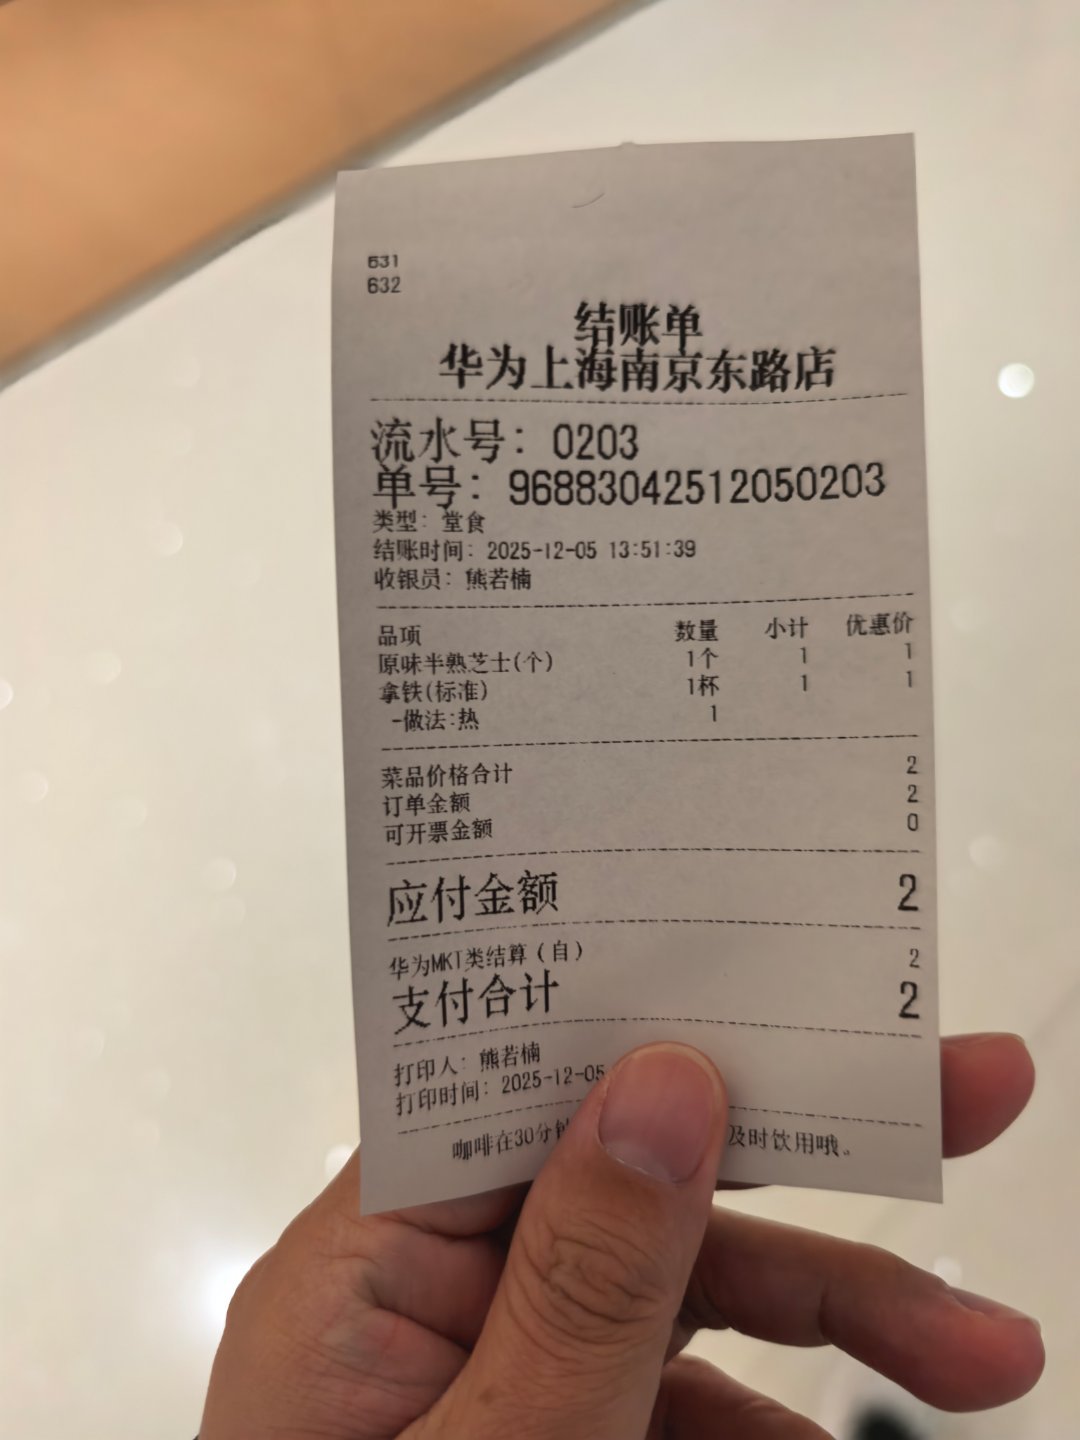 631
632
结账单
华为上海南京东路店
流水号: 0203
单号: 96883042512050203
类型: 堂食
结账时间: 2025-12-05 13:51:39
收银员: 熊若楠
品项 数量 小计 优惠价
原味半熟芝士(个) 1个 1 1
拿铁(标准) 1杯 1 1
-做法:热 1
菜品价格合计 2
订单金额 2
可开票金额 0
应付金额 2
华为MKT类结算(自) 2
支付合计 2
打印人: 熊若楠
打印时间: 2025-12-05
咖啡在30分钟 及时饮用哦。